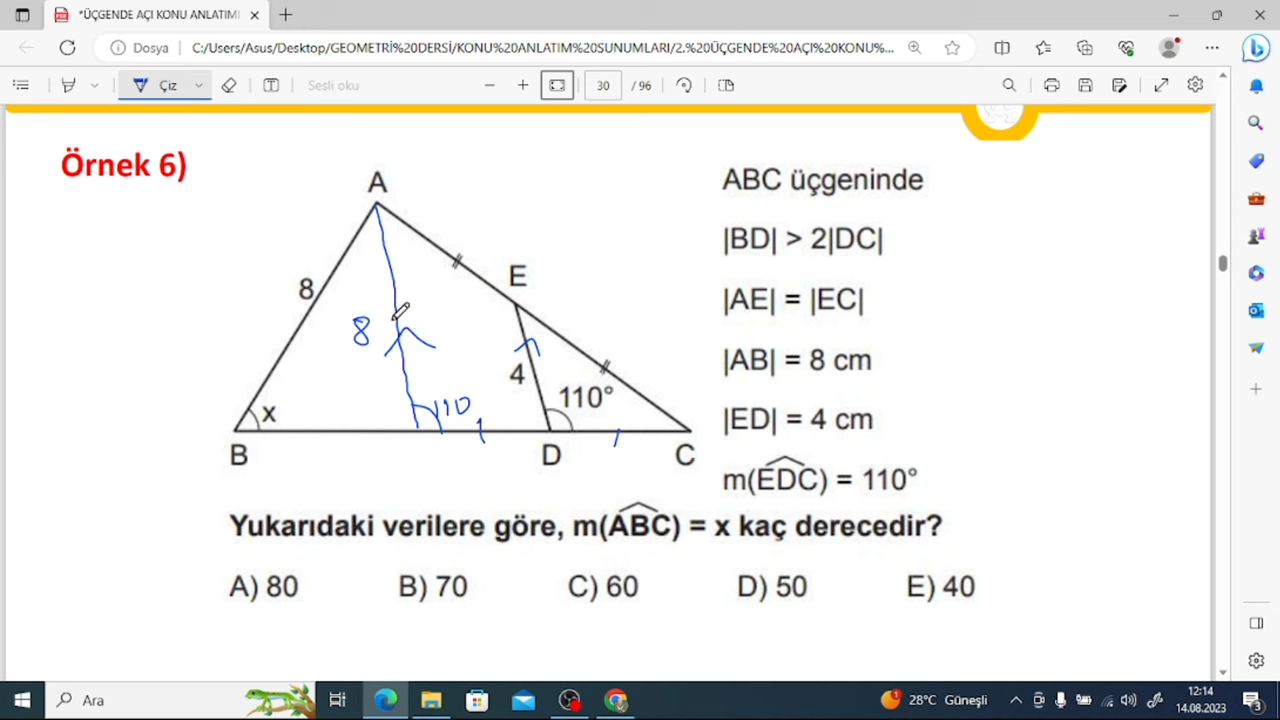 *ÜÇGENDE AÇI KONU ANLATIMI
Dosya
C:/Users/Asus/Desktop/GEOMETRİ%20DERSİ/KONU%20ANLATIM%20SUNUMLARI/2.%20ÜÇGENDE%20AÇI%20KONU%...
Çiz
Sesli oku
30 / 96
Örnek 6)
A
E
8
8
4
110°
x
110
B
D
C
ABC üçgeninde
|BD| > 2|DC|
|AE| = |EC|
|AB| = 8 cm
|ED| = 4 cm
m(EDC) = 110°
Yukarıdaki verilere göre, m(ABC) = x kaç derecedir?
A) 80 B) 70 C) 60 D) 50 E) 40
Ara
28°C Güneşli
12:14
14.08.2023
3